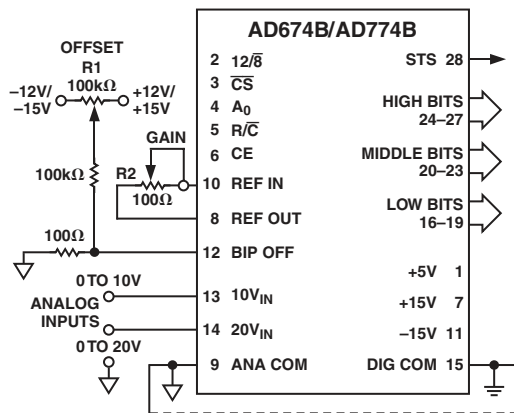 AD674B/AD774B
OFFSET
R1
100kΩ
–12V/
–15V
+12V/
+15V
100kΩ
GAIN
R2
100Ω
100Ω
2 12/8̅
3 C̅S̅
4 A₀
5 R/C̅
6 CE
10 REF IN
8 REF OUT
12 BIP OFF
0 TO 10V
13 10V_IN
ANALOG
INPUTS
14 20V_IN
0 TO 20V
9 ANA COM
STS 28
HIGH BITS
24–27
MIDDLE BITS
20–23
LOW BITS
16–19
+5V 1
+15V 7
–15V 11
DIG COM 15